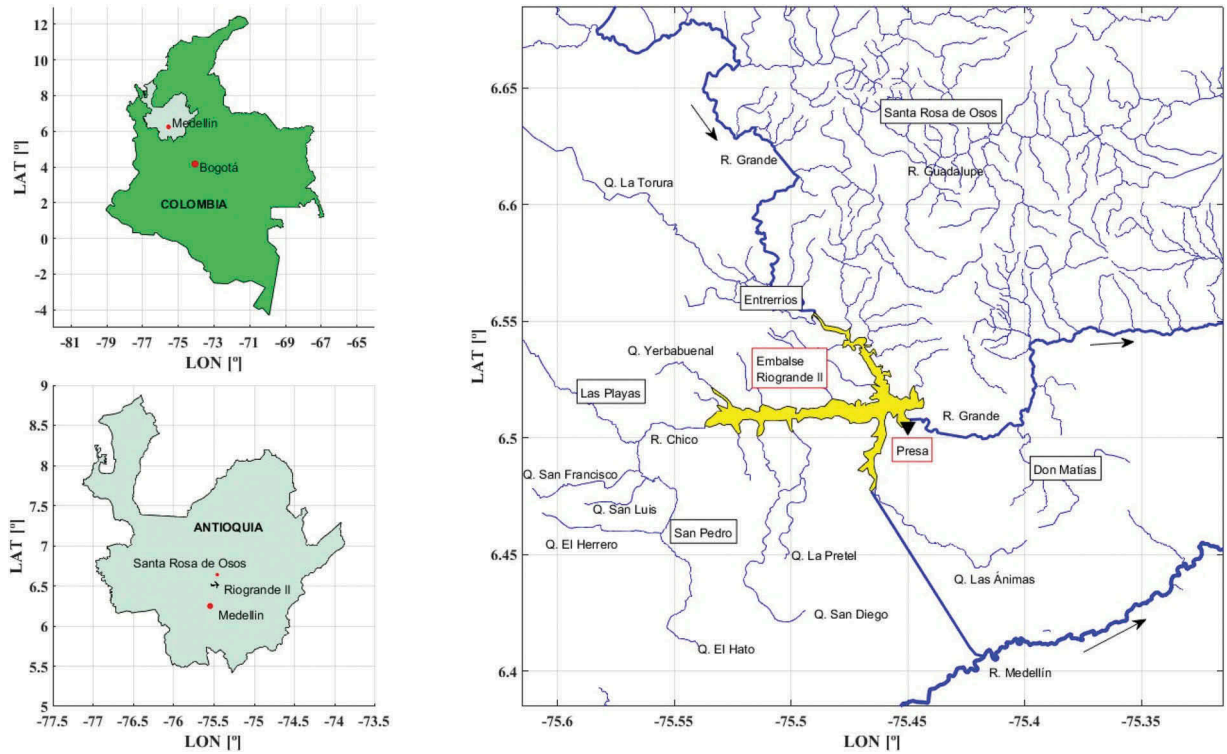 12
10
8
6
4
2
0
-2
-4
LAT [º]
Medellin
Bogotá
COLOMBIA
-81
-79
-77
-75
-73
-71
-69
-67
-65
LON [º]
9
8.5
8
7.5
7
6.5
6
5.5
5
LAT [º]
ANTIOQUIA
Santa Rosa de Osos
Riogrande II
Medellin
-77.5
-77
-76.5
-76
-75.5
-75
-74.5
-74
-73.5
LON [º]
6.65
6.6
6.55
6.5
6.45
6.4
LAT [º]
Santa Rosa de Osos
R. Grande
R. Guadalupe
Q. La Torura
Entrerrios
Q. Yerbabuenal
Embalse
Riogrande II
Las Playas
R. Grande
R. Chico
Presa
Don Matías
Q. San Francisco
Q. San Luis
San Pedro
Q. El Herrero
Q. La Pretel
Q. Las Ánimas
Q. San Diego
Q. El Hato
R. Medellín
-75.6
-75.55
-75.5
-75.45
-75.4
-75.35
LON [º]